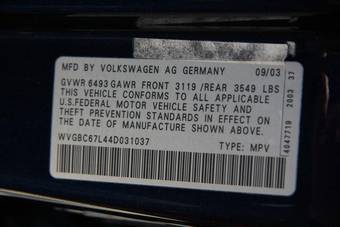 MFD BY VOLKSWAGEN AG GERMANY 09/03
GVWR 6493 GAWR FRONT 3119 /REAR 3549 LBS
THIS VEHICLE CONFORMS TO ALL APPLICABLE
U.S.FEDERAL MOTOR VEHICLE SAFETY AND
THEFT PREVENTION STANDARDS IN EFFECT ON
THE DATE OF MANUFACTURE SHOWN ABOVE.
WVGBC67L44D031037
TYPE: MPV
4047719 2003 37